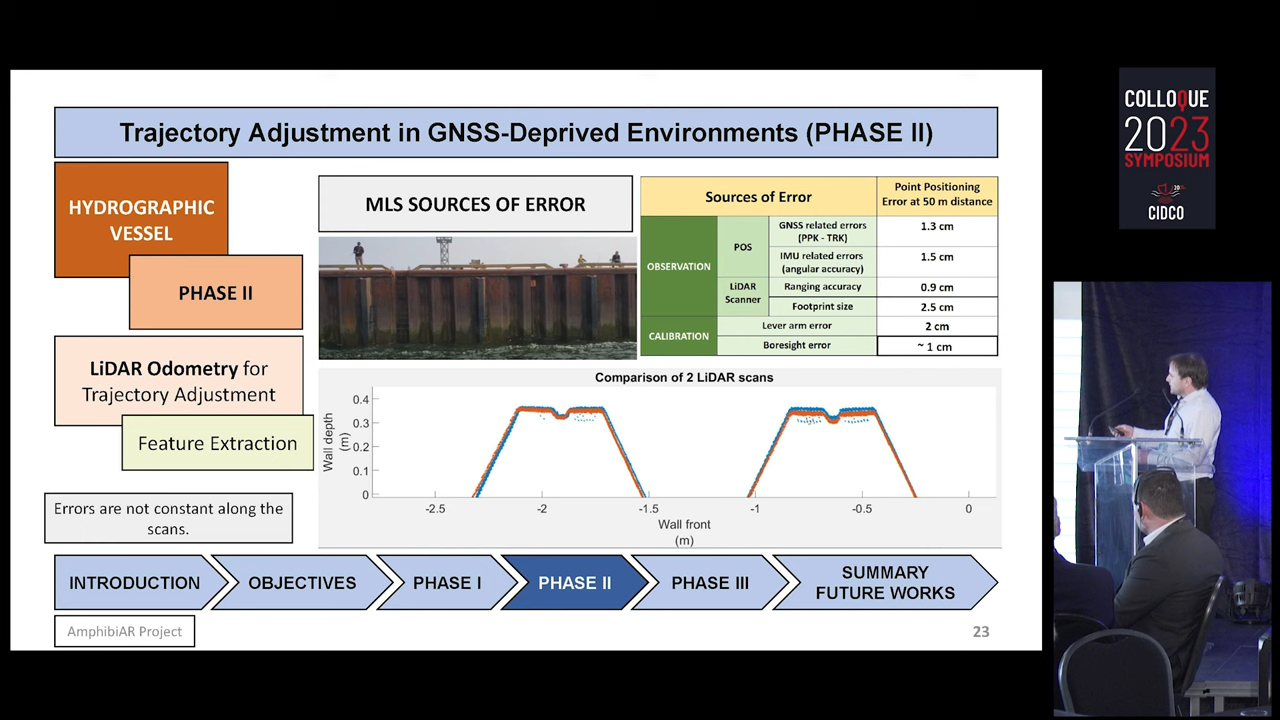 Trajectory Adjustment in GNSS-Deprived Environments (PHASE II)
HYDROGRAPHIC
VESSEL
PHASE II
LiDAR Odometry for
Trajectory Adjustment
Feature Extraction
Errors are not constant along the
scans.
MLS SOURCES OF ERROR
Sources of Error
Point Positioning
Error at 50 m distance
OBSERVATION
POS
GNSS related errors
(PPK - TRK)
1.3 cm
IMU related errors
(angular accuracy)
1.5 cm
LiDAR
Scanner
Ranging accuracy
0.9 cm
Footprint size
2.5 cm
CALIBRATION
Lever arm error
2 cm
Boresight error
~ 1 cm
Comparison of 2 LiDAR scans
Wall depth
(m)
0.4
0.3
0.2
0.1
0
-2.5
-2
-1.5
-1
-0.5
0
Wall front
(m)
INTRODUCTION
OBJECTIVES
PHASE I
PHASE II
PHASE III
SUMMARY
FUTURE WORKS
AmphibiAR Project
23
COLLOQUE
2023
SYMPOSIUM
CIDCO